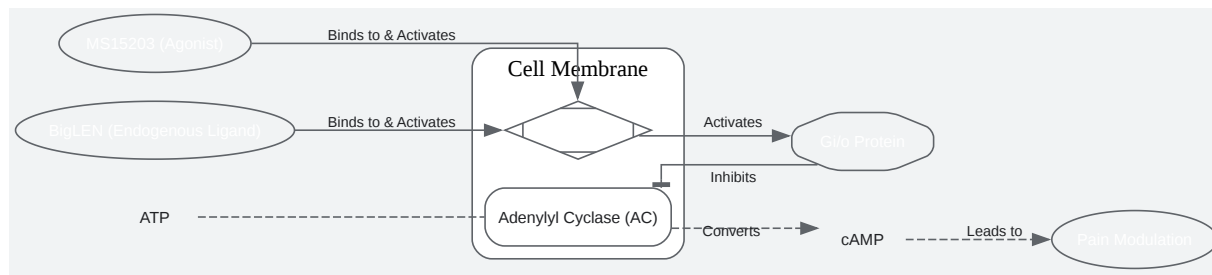 MS15203 (Agonist)
Binds to & Activates
Cell Membrane
BigLEN (Endogenous Ligand)
Binds to & Activates
Activates
Gi/o Protein
Inhibits
ATP
Adenylyl Cyclase (AC)
Converts
cAMP
Leads to
Pain Modulation